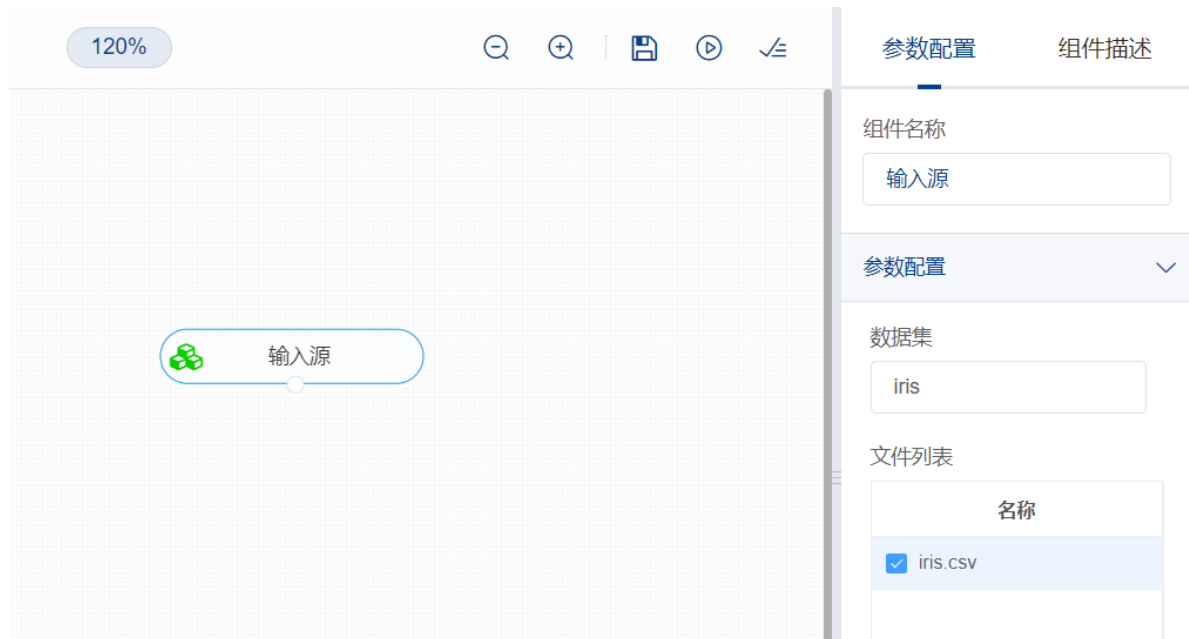 120%
参数配置
组件描述
组件名称
输入源
参数配置
数据集
iris
文件列表
名称
iris.csv
输入源